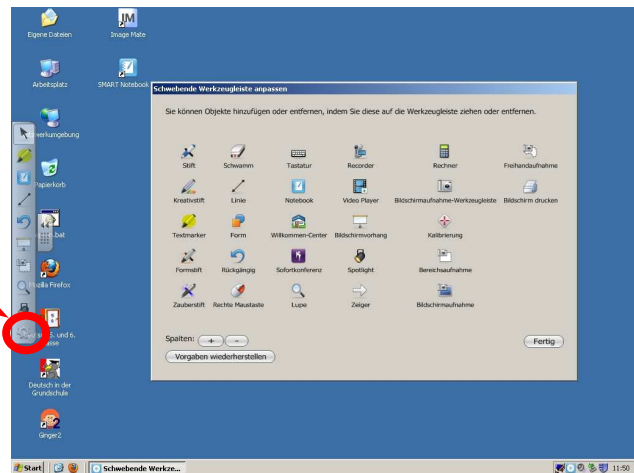 Eigene Dateien
Image Mate
Arbeitsplatz
SMART Notebook
Papierkorb
.bat
Mozilla Firefox
5. und 6.
Deutsch in der
Grundschule
Ginger2
Schwebende Werkzeugleiste anpassen
Sie können Objekte hinzufügen oder entfernen, indem Sie diese auf die Werkzeugleiste ziehen oder entfernen.
Stift Schwamm Tastatur Recorder Rechner Freihandaufnahme
Kreativstift Linie Notebook Video Player Bildschirmaufnahme-Werkzeugleiste Bildschirm drucken
Textmarker Form Willkommen-Center Bildschirmvorhang Kalibrierung
Formstift Rückgängig Sofortkonferenz Spotlight Bereichsaufnahme
Zauberstift Rechte Maustaste Lupe Zeiger Bildschirmaufnahme
Spalten: + -
Fertig
Vorgaben wiederherstellen
Start
Schwebende Werkze...
11:50